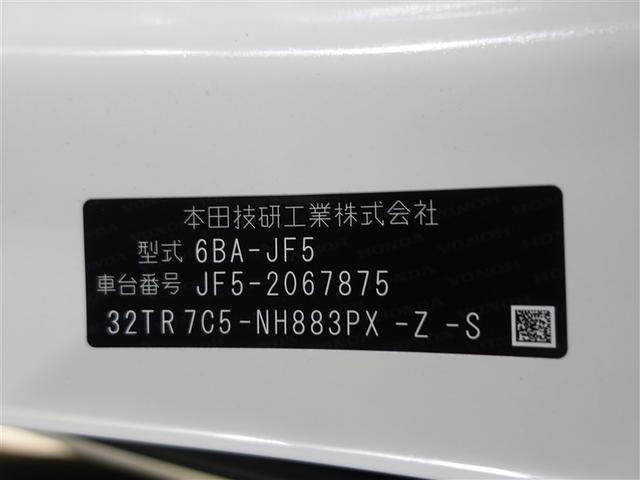 本田技研工業株式会社
型式 6BA-JF5
車台番号 JF5-2067875
32TR7C5-NH883PX -Z -S